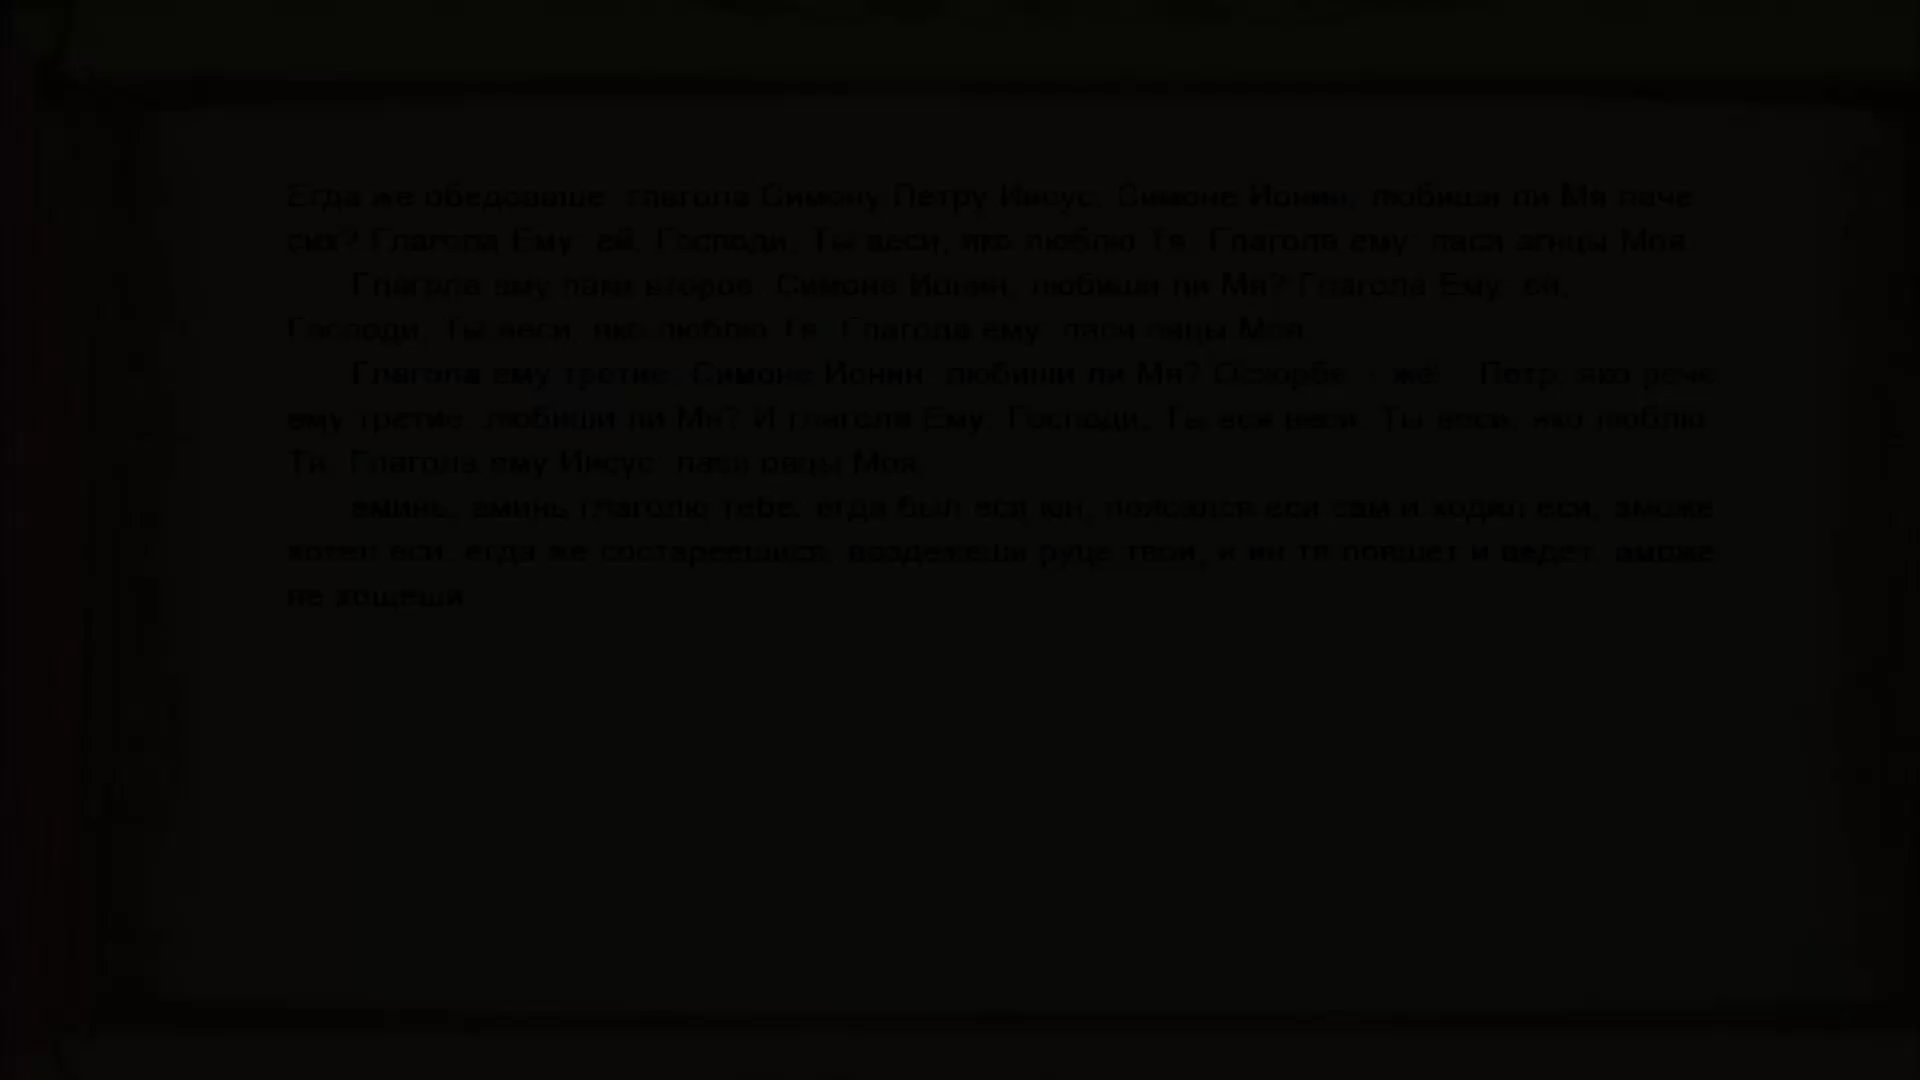 Егда же обедоваше, глагола Симону Петру Иисус: Симоне Ионин, любиши ли Мя паче
сих? Глагола Ему: ей, Господи, Ты веси, яко люблю Тя. Глагола ему: паси агнцы Моя.
Глагола ему паки второе: Симоне Ионин, любиши ли Мя? Глагола Ему: ей,
Господи, Ты веси, яко люблю Тя. Глагола ему: паси овцы Моя.
Глагола ему третие: Симоне Ионин, любиши ли Мя? Оскорбе же Петр, яко рече
ему третие: любиши ли Мя? И глагола Ему: Господи, Ты вся веси, Ты веси, яко люблю
Тя. Глагола ему Иисус: паси овцы Моя.
аминь, аминь глаголю тебе: егда был еси юн, поясался еси сам и ходил еси, аможе
хотел еси: егда же состареешися, воздежеши руце твои, и ин тя пояшет и ведет, аможе
не хощеши